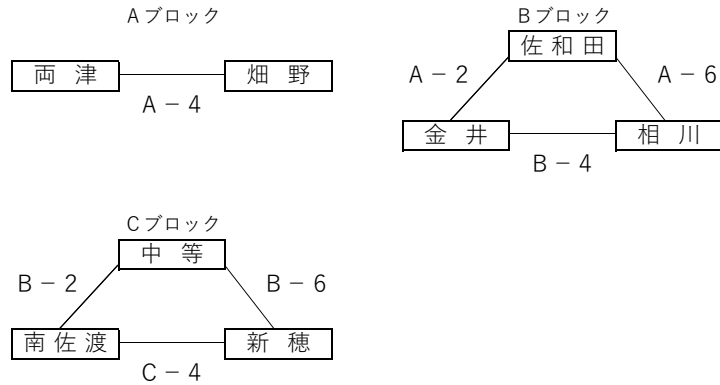 Aブロック
両 津
畑 野
A－4
Bブロック
佐 和 田
A－2
A－6
金 井
相 川
B－4
Cブロック
中 等
B－2
B－6
南 佐 渡
新 穂
C－4